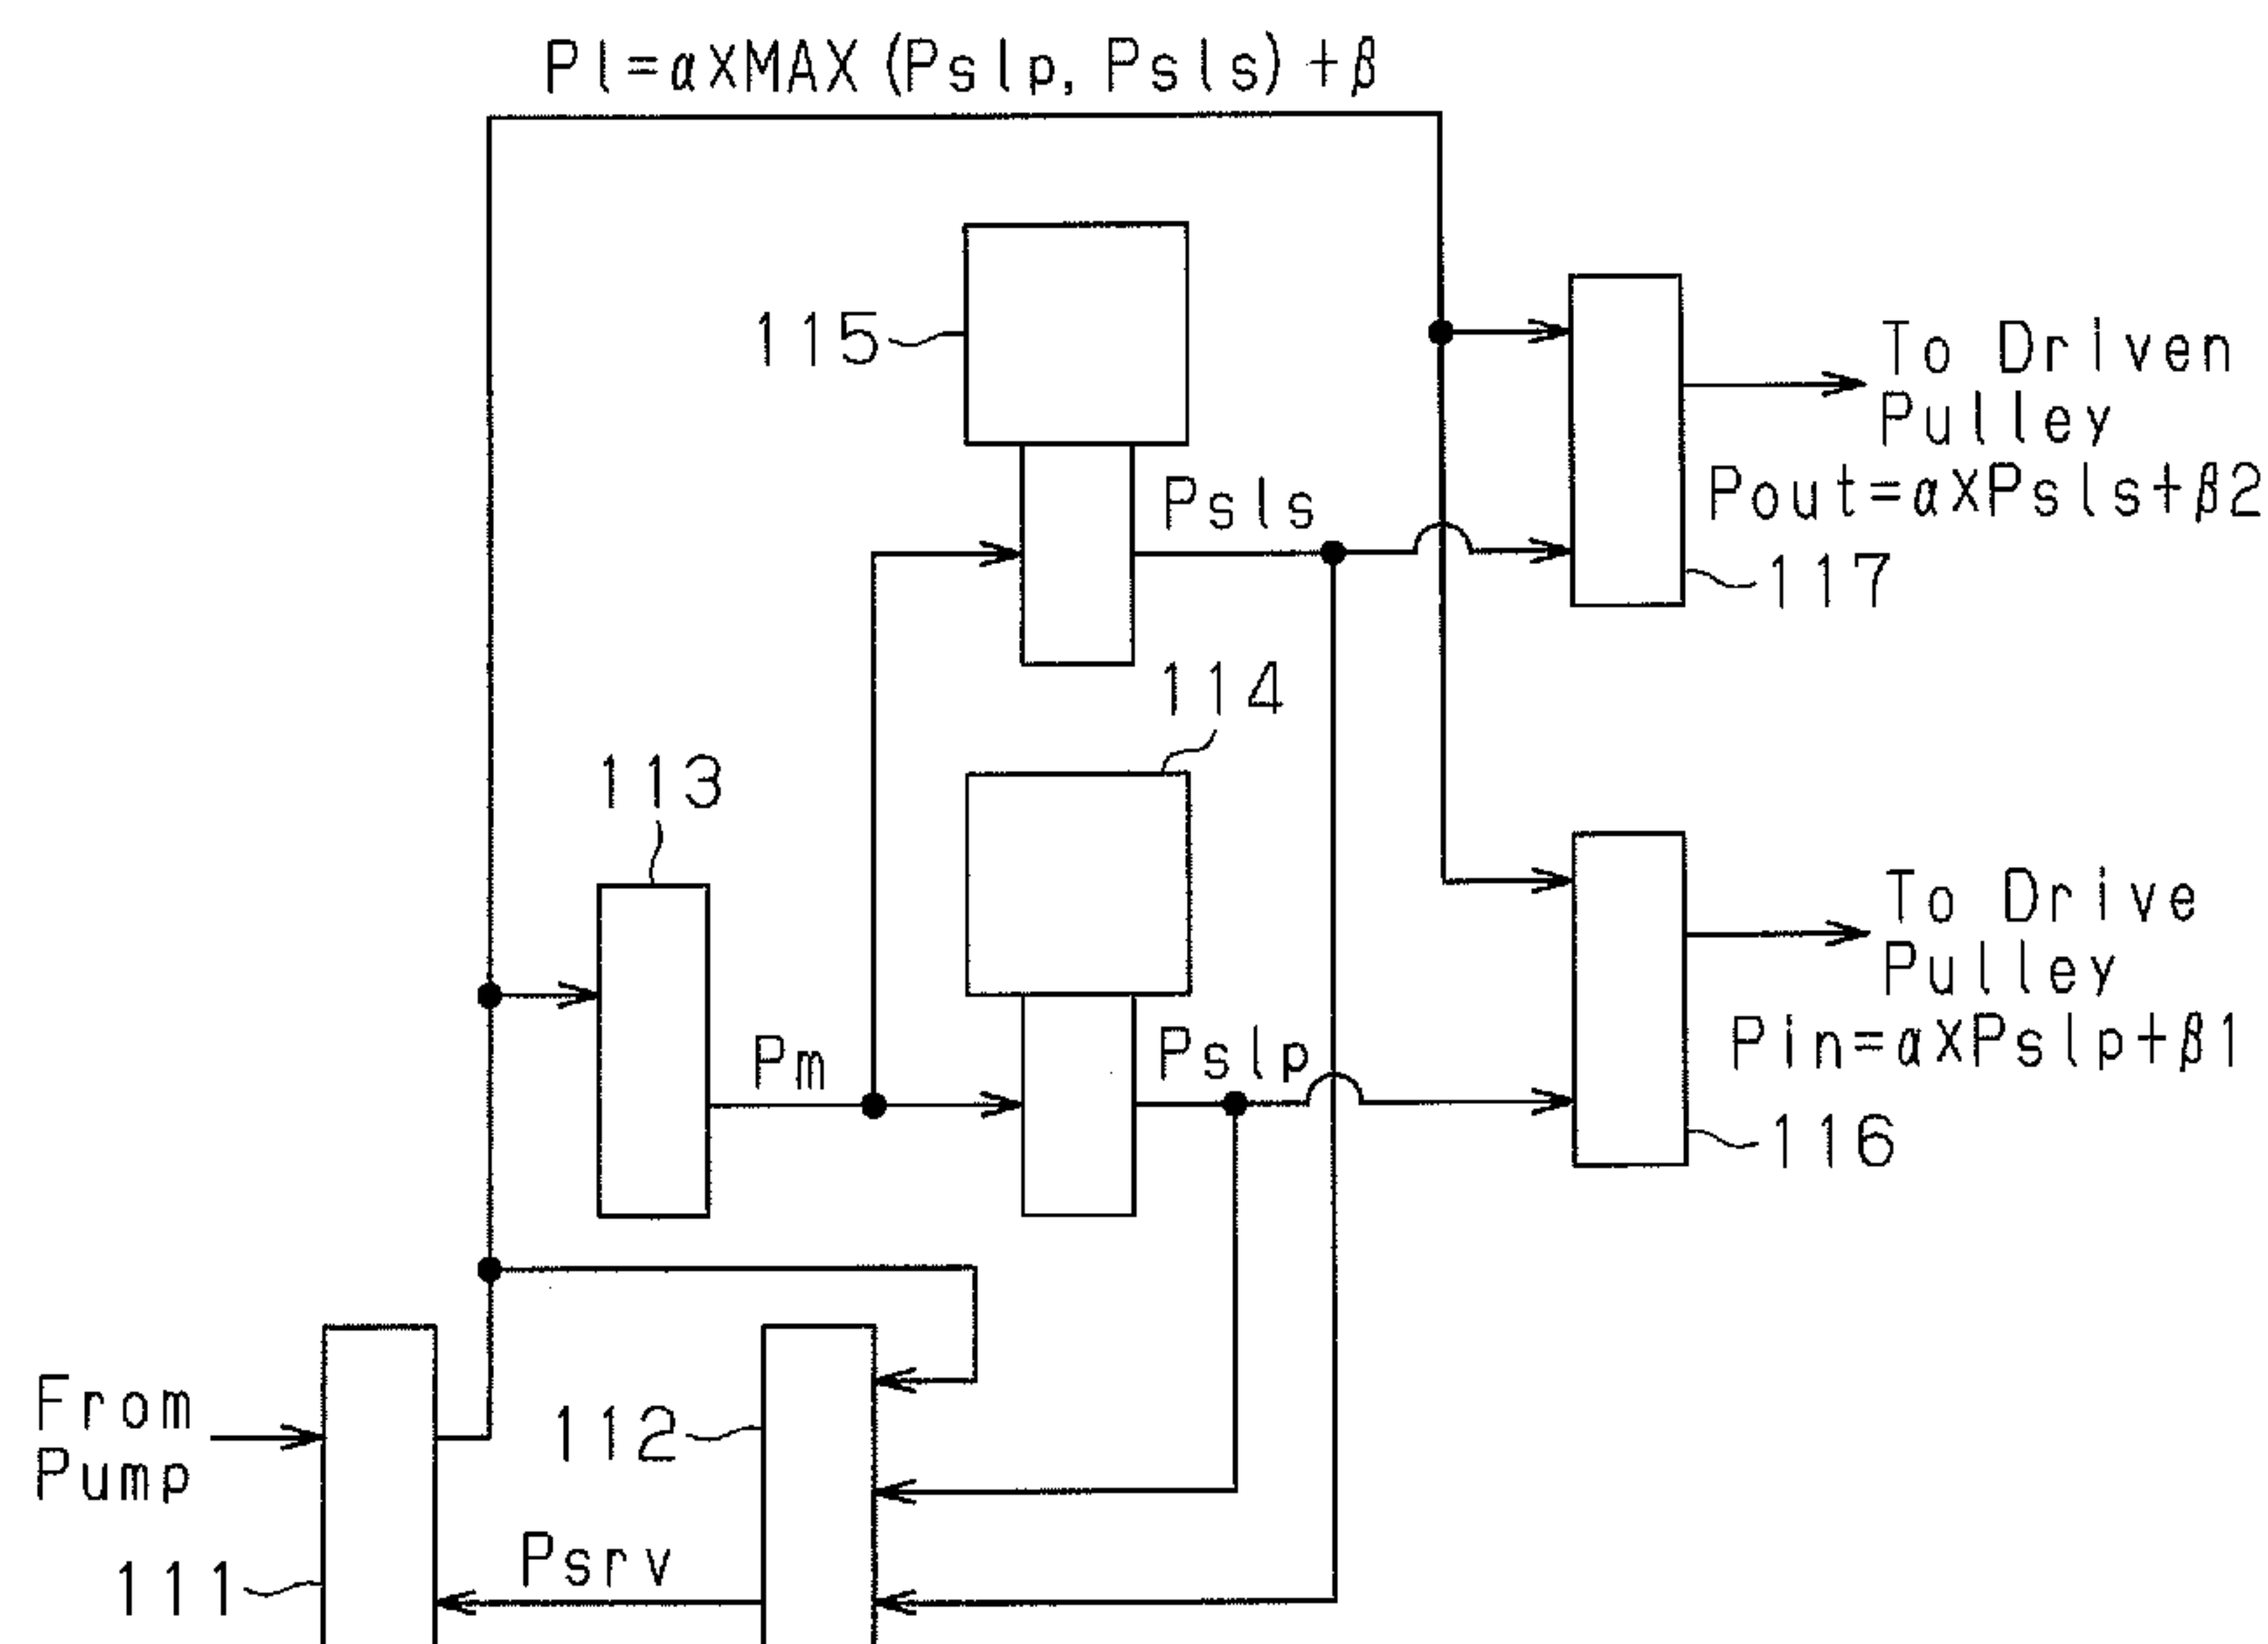 Pl=αXMAX(Pslp, Psls)+β
115
Psls
To Driven
Pulley
Pout=αXPsls+β2
117
114
113
Pm
Pslp
To Drive
Pulley
Pin=αXPslp+β1
116
From
Pump
112
Psrv
111